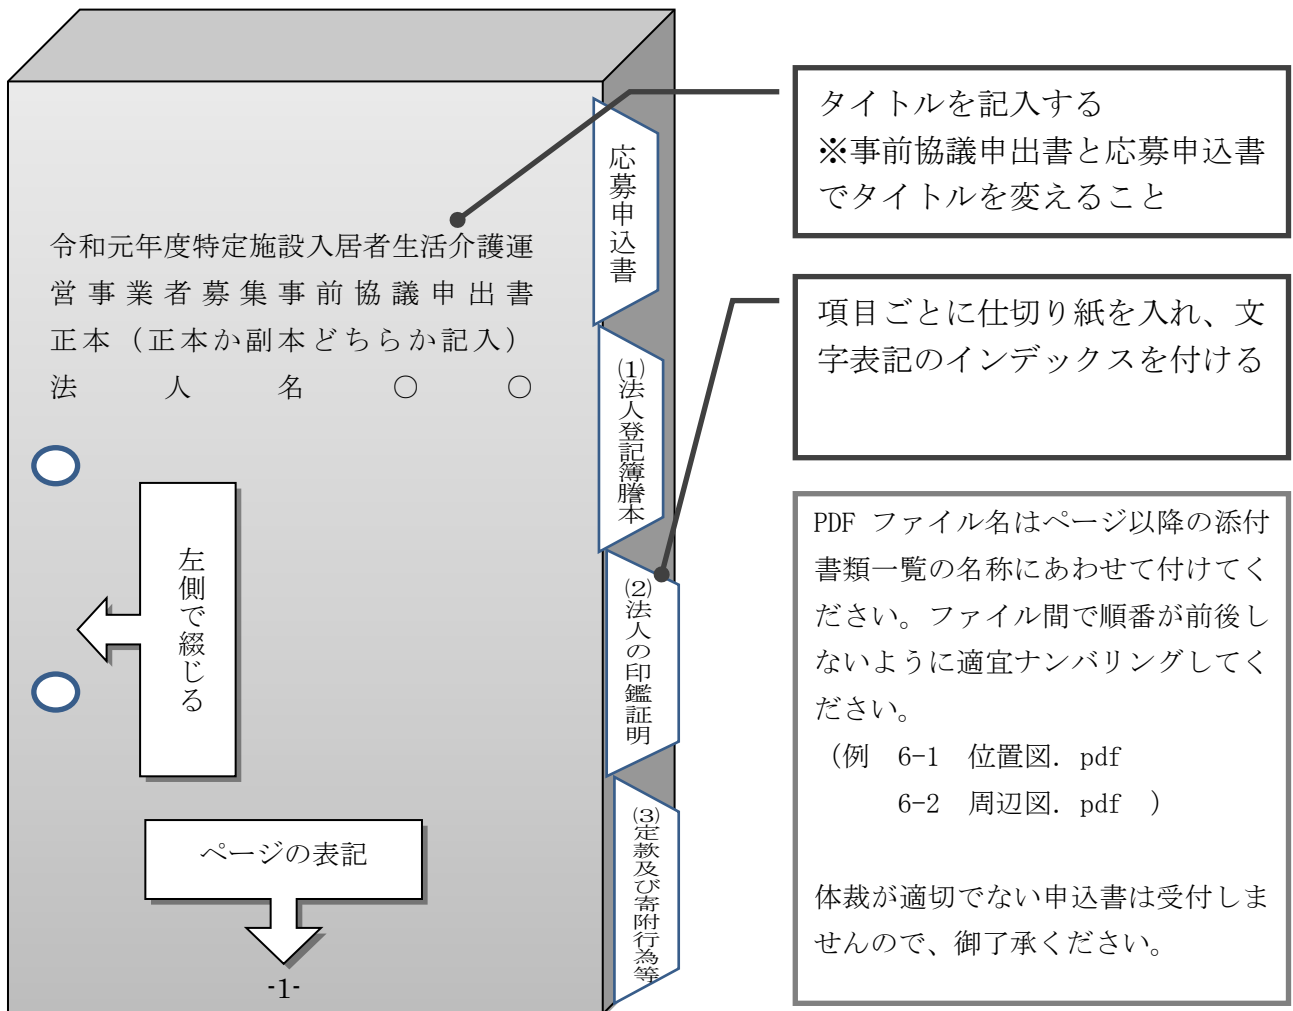 令和元年度特定施設入居者生活介護運
営事業者募集事前協議申出書
正本（正本か副本どちらか記入）
法人名○○
左側で綴じる
ページの表記
-1-
応募申込書
(1)法人登記簿謄本
(2)法人の印鑑証明
(3)定款及び寄附行為等
タイトルを記入する
※事前協議申出書と応募申込書
でタイトルを変えること
項目ごとに仕切り紙を入れ、文
字表記のインデックスを付ける
PDF ファイル名はページ以降の添付
書類一覧の名称にあわせて付けてく
ださい。ファイル間で順番が前後し
ないように適宜ナンバリングしてく
ださい。
（例　6-1　位置図. pdf
6-2　周辺図. pdf　）
体裁が適切でない申込書は受付しま
せんので、御了承ください。